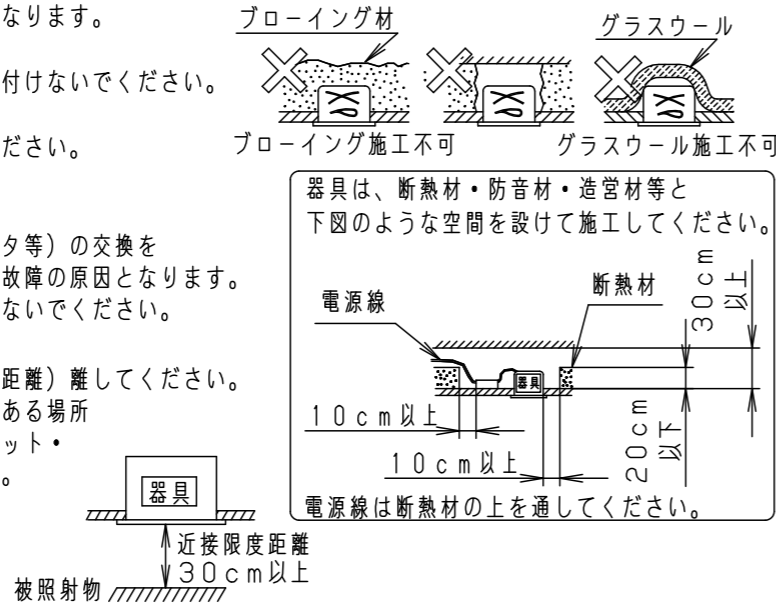 なります。
付けないでください。
ださい。
タ等）の交換を
故障の原因となります。
ないでください。
距離）離してください。
ある場所
ット・
。
ブローイング材
グラスウール
ブローイング施工不可
グラスウール施工不可
器具は、断熱材・防音材・造営材等と
下図のような空間を設けて施工してください。
電源線
断熱材
30cm
以上
器具
10cm以上
10cm以上
20cm
以下
電源線は断熱材の上を通してください。
器具
近接限度距離
30cm以上
被照射物